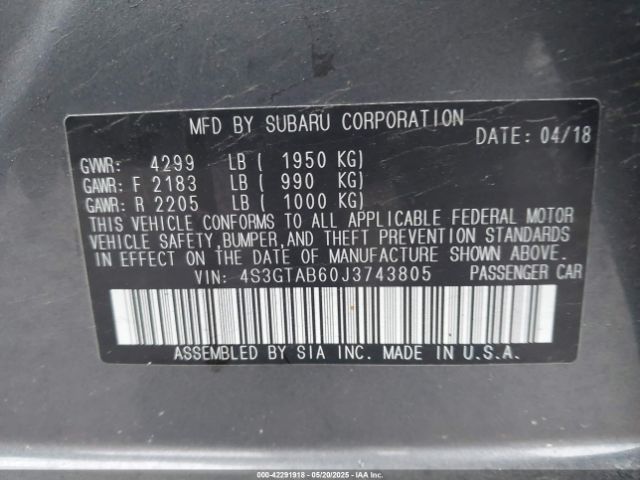 MFD BY SUBARU CORPORATION
DATE: 04/18
GVWR: 4299 LB ( 1950 KG)
GAWR: F 2183 LB ( 990 KG)
GAWR: R 2205 LB ( 1000 KG)
THIS VEHICLE CONFORMS TO ALL APPLICABLE FEDERAL MOTOR
VEHICLE SAFETY,BUMPER,AND THEFT PREVENTION STANDARDS
IN EFFECT ON THE DATE OF MANUFACTURE SHOWN ABOVE.
VIN: 4S3GTAB60J3743805 PASSENGER CAR
ASSEMBLED BY SIA INC. MADE IN U.S.A.
000-42291918 - 05/20/2025 - IAAI.COM